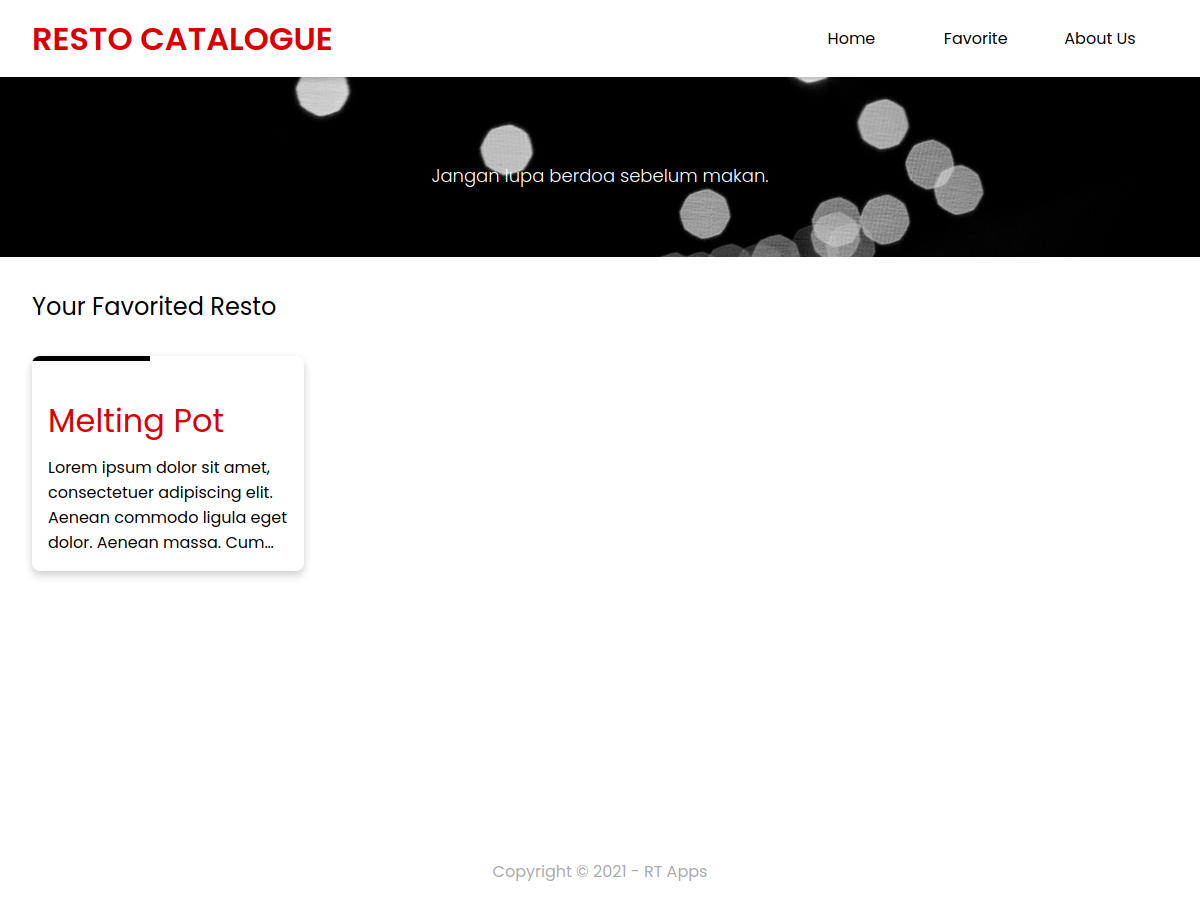 RESTO CATALOGUE
Home
Favorite
About Us
Jangan lupa berdoa sebelum makan.
Your Favorited Resto
Melting Pot
Lorem ipsum dolor sit amet,
consectetuer adipiscing elit.
Aenean commodo ligula eget
dolor. Aenean massa. Cum...
Copyright © 2021 - RT Apps